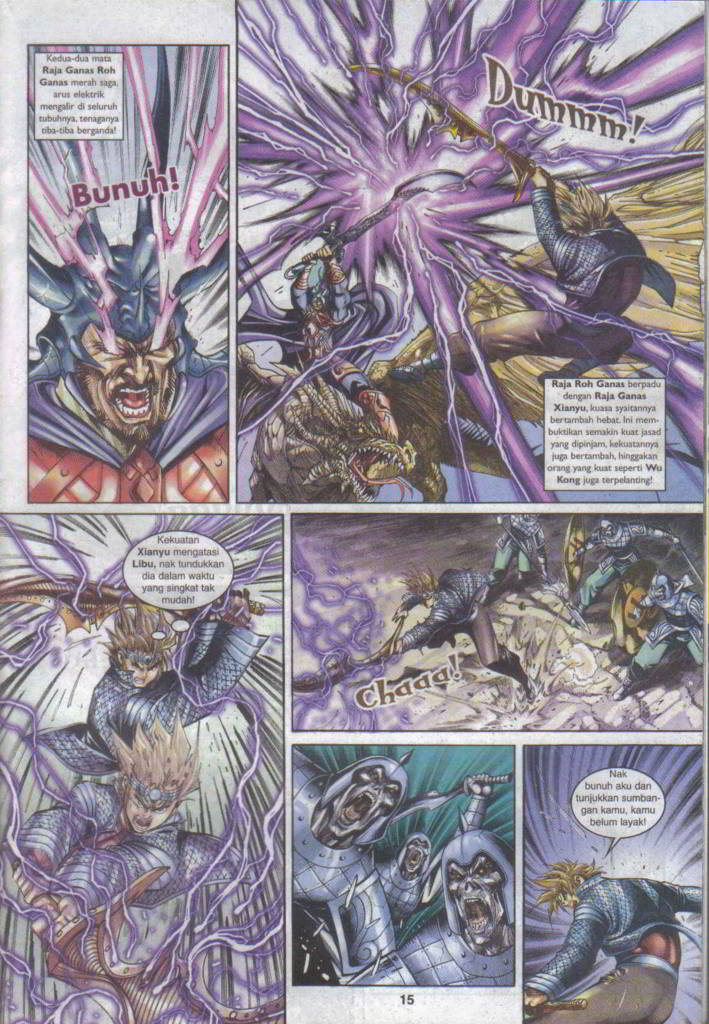 Kedua-dua mata
Raja Ganas Roh
Ganas merah saga,
arus elektrik
mengalir di seluruh
tubuhnya, tenaganya
tiba-tiba berganda!
Bunuh!
Dummm!
Raja Roh Ganas berpadu
dengan Raja Ganas
Xianyu, kuasa syaitannya
bertambah hebat. Ini mem-
buktikan semakin kuat jasad
yang dipinjam, kekuatannya
juga bertambah, hinggakan
orang yang kuat seperti Wu
Kong juga terpelanting!
Kekuatan
Xianyu mengatasi
Libu, nak tundukkan
dia dalam waktu
yang singkat tak
mudah!
Chaaa!
Nak
bunuh aku dan
tunjukkan sumban-
gan kamu, kamu
belum layak!
15